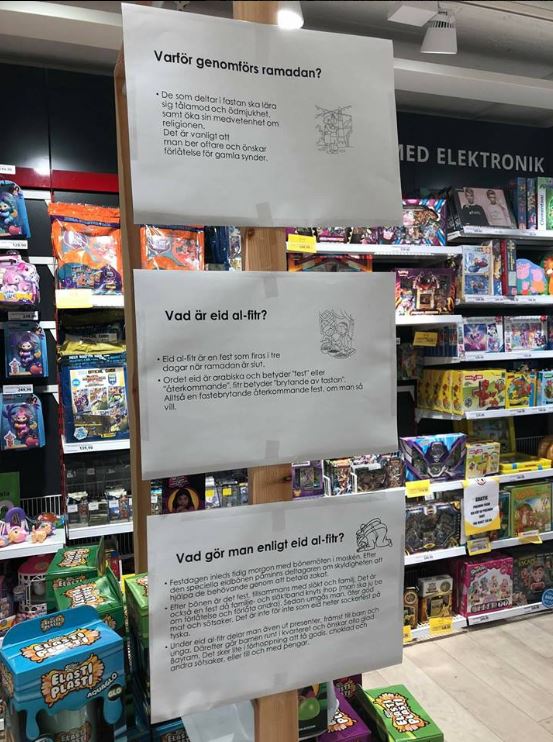 Varför genomförs ramadan?
• De som deltar i fastan ska lära
sig tålamod och ödmjukhet,
samt öka sin medvetenhet om
religionen.
Det är vanligt att
man ber oftare och önskar
förlåtelse för gamla synder.
MED ELEKTRONIK
Vad är eid al-fitr?
• Eid al-fitr är en fest som firas i tre
dagar när ramadan är slut.
• Ordet eid är arabiska och betyder "fest" eller
"återkommande". fitr betyder "brytande av fastan".
Alltså en fastebrytande återkommande fest, om man så
vill.
Vad gör man enligt eid al-fitr?
• Festdagen inleds tidig morgon med bönemöten i moskén. Efter
den speciella eidbönen påminns deltagaren om skyldigheten att
hjälpa de behövande genom att betala zakat.
• Efter bönen är det fest, tillsammans med släkt och familj. Det är
också en fest då familje- och släktband knyts ihop (man ska be
om förlåtelse och förlåta andra). Sedan umgås man, äter god
mat och sötsaker. Det är inte för inte som eid heter sockerfest på
tyska.
• Under eid al-fitr delar man även ut presenter, främst till barn och
unga. Därefter går barnen runt i kvarteret och önskar alla glad
Bayram. Det sker lite i förhoppning att få godis, choklad och
andra sötsaker, eller till och med pengar.
ELASTI
PLASTI